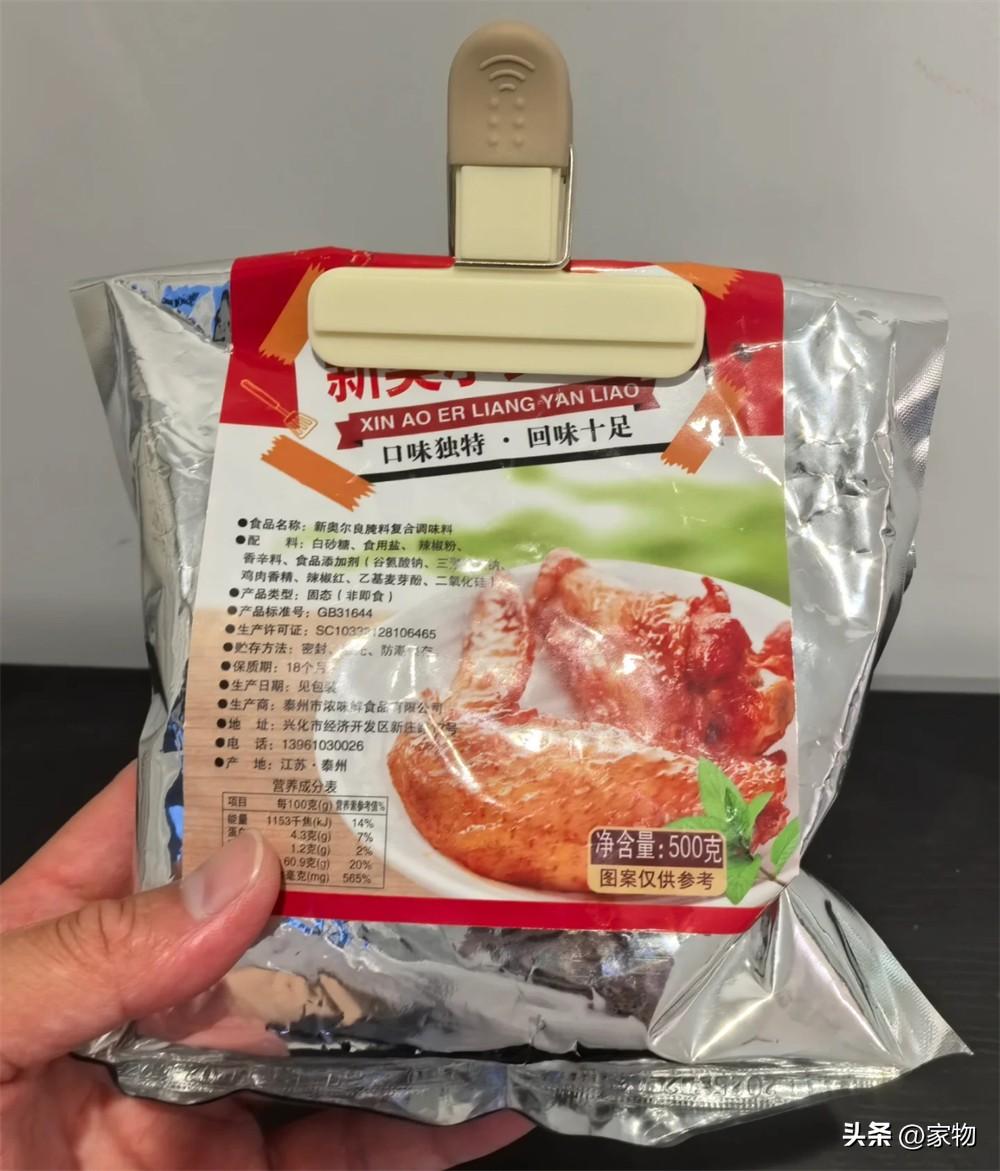 新奥尔
XIN AO ER LIANG YAN LIAO
口味独特 · 回味十足
●食品名称：新奥尔良腌料复合调味料
●配 料：白砂糖、食用盐、辣椒粉、
香辛料、食品添加剂（谷氨酸钠、三
鸡肉香精、辣椒红、乙基麦芽酚、二氧化硅）
●产品类型：固态（非即食）
●产品标准号：GB31644
●生产许可证：128106465
●贮存方法：密封、防潮
●保质期：18个月
●生产日期：见包装
●生产商：泰州市浓味鲜食品有限公司
●地 址：兴化市经济开发区新庄
●电 话：13961030026
●产 地：江苏·泰州
营养成分表
项目 每100克(g) 营养素参考值%
能量 1153千焦(kJ) 14%
4.3克(g) 7%
1.2克(g) 2%
60.9克(g) 20%
毫克(mg) 565%
净含量：500克
图案仅供参考
头条 @家物